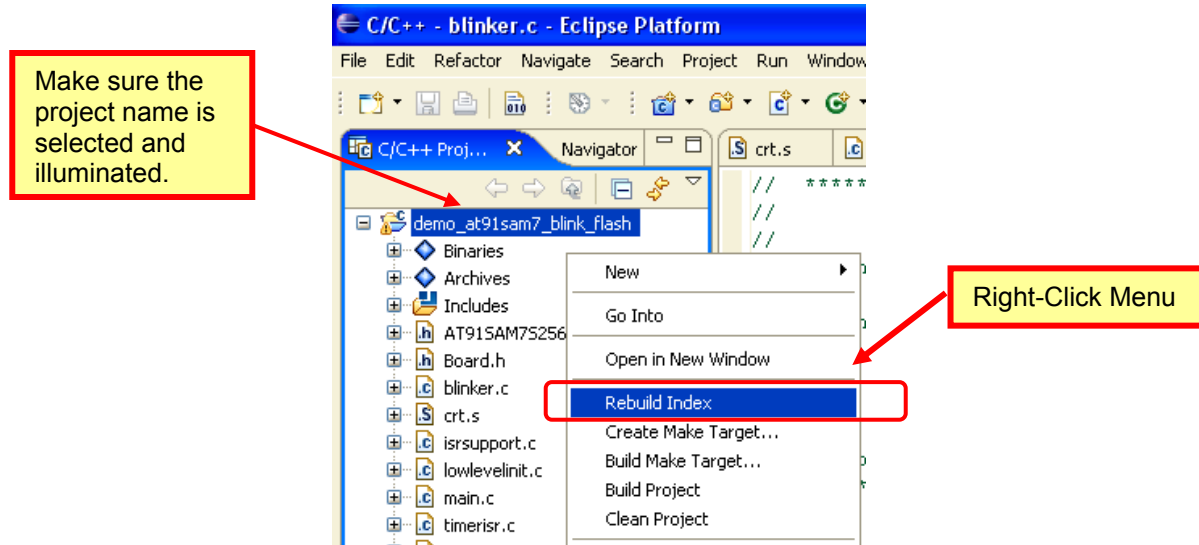 C/C++ - blinker.c - Eclipse Platform
File Edit Refactor Navigate Search Project Run Window
Make sure the
project name is
selected and
illuminated.
010
C/C++ Proj... Navigator
crt.s
// *****
//
//
demo_at91sam7_blink_flash
Binaries
Archives
Includes
AT91SAM7S256
Board.h
blinker.c
crt.s
isrsupport.c
lowlevelinit.c
main.c
timerisr.c
New
Go Into
Open in New Window
Rebuild Index
Create Make Target...
Build Make Target...
Build Project
Clean Project
Right-Click Menu